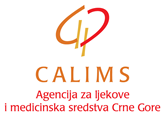 CALIMS
Agencija za ljekove
i medicinska sredstva Crne Gore